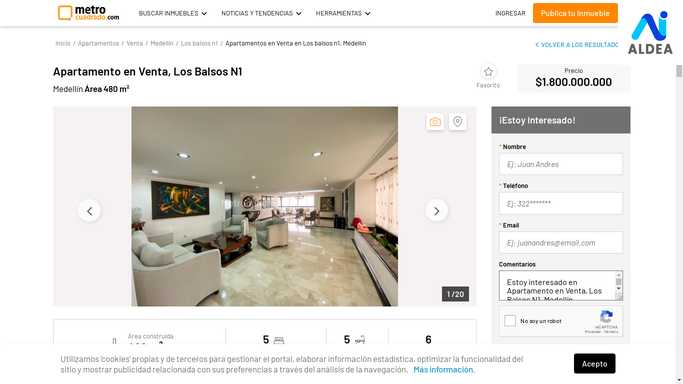 metro
cuadrado.com
BUSCAR INMUEBLES
NOTICIAS Y TENDENCIAS
HERRAMIENTAS
INGRESAR
Publica tu Inmueble
AI
ALDEA
Inicio | Apartamentos / Venta / Medellín / Los balsos n1 / Apartamentos en Venta en Los balsos n1, Medellín
< VOLVER A LOS RESULTADO
Apartamento en Venta, Los Balsos N1
Medellín Área 480 m²
Favorito
Precio
$1.800.000.000
1 / 20
¡Estoy Interesado!
* Nombre
Ej: Juan Andres
* Teléfono
Ej: 322*******
* Email
Ej: juanandres@email.com
Comentarios
Estoy interesado en
Apartamento en Venta, Los
Balsos N1, Medellín
No soy un robot
reCAPTCHA
Privacidad - Términos
Área construida
5
5
6
Utilizamos 'cookies' propias y de terceros para gestionar el portal, elaborar información estadística, optimizar la funcionalidad del
sitio y mostrar publicidad relacionada con sus preferencias a través del análisis de la navegación. Más información.
Acepto